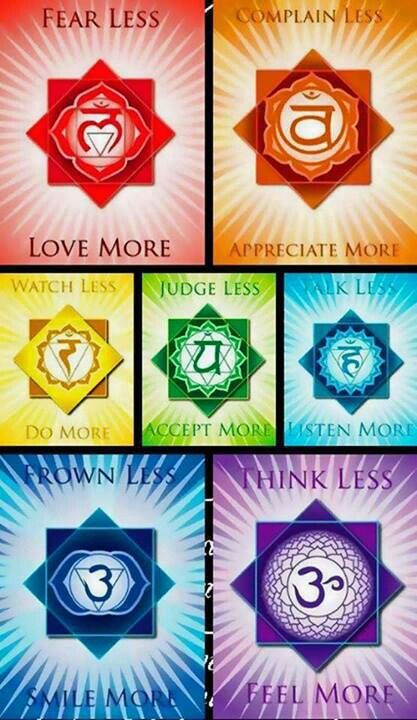 FEAR LESS
लं
LOVE MORE
COMPLAIN LESS
वं
APPRECIATE MORE
WATCH LESS
रं
DO MORE
JUDGE LESS
यं
ACCEPT MORE
TALK LESS
हं
LISTEN MORE
FROWN LESS
SMILE MORE
THINK LESS
ॐ
FEEL MORE